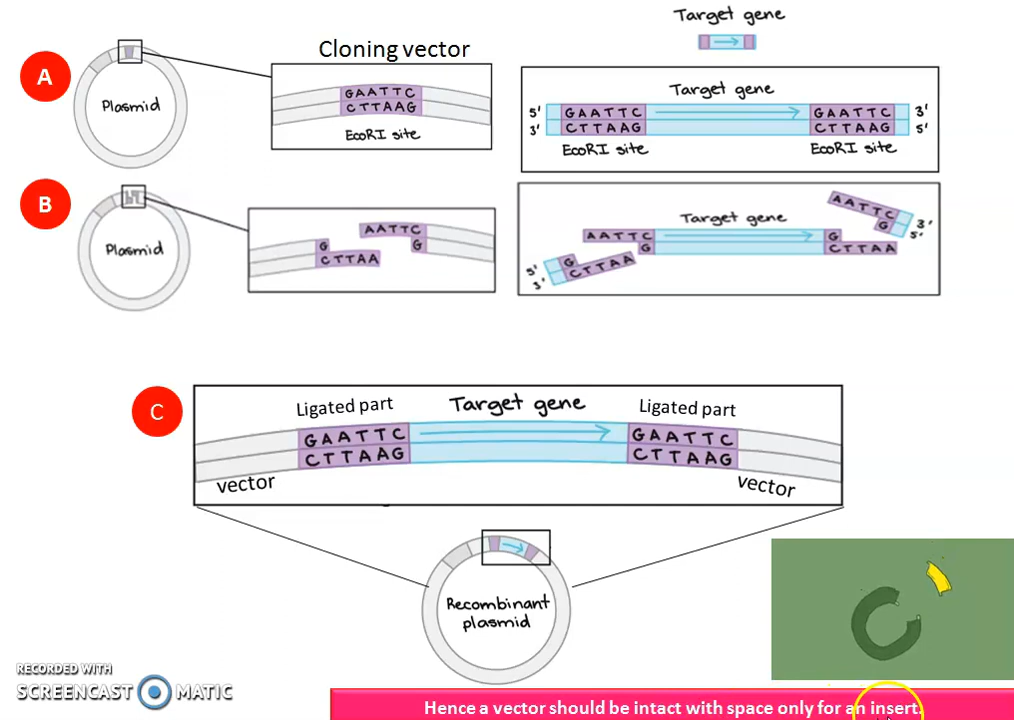 Target gene
A
Plasmid
Cloning vector
GAATTC
CTTAAG
EcoRI site
Target gene
5' GAATTC GAATTC 3'
3' CTTAAG CTTAAG 5'
EcoRI site EcoRI site
B
Plasmid
AATTC
G G
CTTAA
Target gene
AATTC
G
3'
5'
AATTC G
G CTTAA
5' G
3' CTTAA
C
Ligated part Target gene Ligated part
GAATTC GAATTC
CTTAAG CTTAAG
vector vector
Recombinant
plasmid
RECORDED WITH
SCREENCAST MATIC
Hence a vector should be intact with space only for an insert.